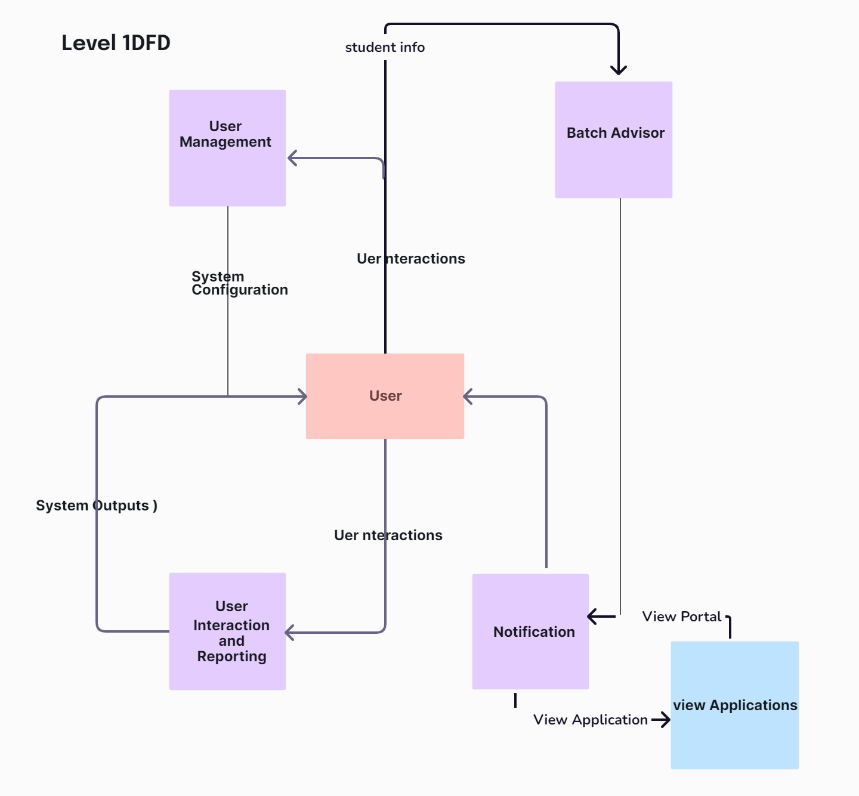 Level 1DFD
student info
User
Management
Batch Advisor
Uer nteractions
System
Configuration
User
System Outputs )
Uer nteractions
User
Interaction
and
Reporting
Notification
View Portal
view Applications
View Application